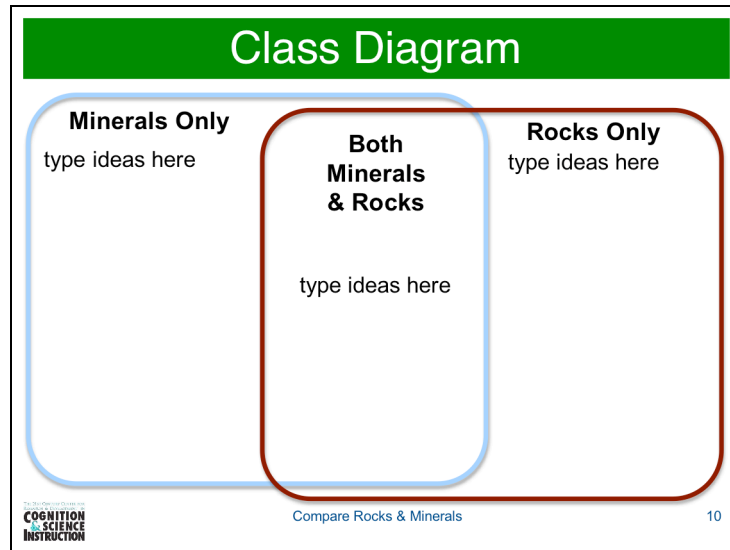 Class Diagram
Minerals Only
type ideas here
Both
Minerals
& Rocks
type ideas here
Rocks Only
type ideas here
COGNITION
& SCIENCE
INSTRUCTION
Compare Rocks & Minerals
10